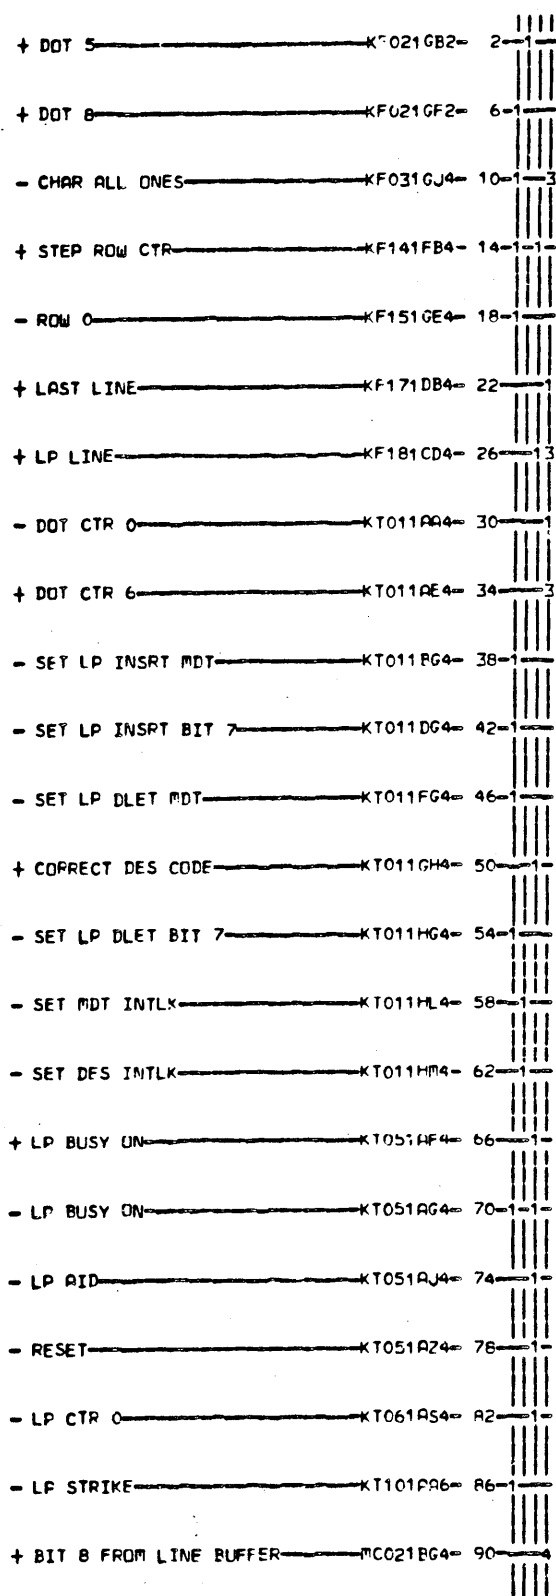 + DOT 5 KF021GB2- 2--1--
+ DOT 8 KF021GF2- 6-1--
- CHAR ALL ONES KF031GJ4- 10-1--3
+ STEP ROW CTR KF141FB4- 14-1-1-
- ROW 0 KF151GE4- 18-1--
+ LAST LINE KF171DB4- 22--1
+ LP LINE KF181CD4- 26--13
- DOT CTR 0 KT011AA4- 30--1
+ DOT CTR 6 KT011AE4- 34--3
- SET LP INSRT MDT KT011BG4- 38-1--
- SET LP INSRT BIT 7 KT011DG4- 42-1--
- SET LP DLET MDT KT011FG4- 46-1--
+ CORRECT DES CODE KT011GH4- 50--1-
- SET LP DLET BIT 7 KT011HG4- 54-1--
- SET MDT INTLK KT011HL4- 58--1--
- SET DES INTLK KT011HM4- 62--1--
+ LP BUSY ON KT051AF4- 66--1-
- LP BUSY ON KT051AG4- 70-1-1-
- LP AID KT051AJ4- 74--1-
- RESET KT051AZ4- 78--1-
- LP CTR 0 KT061AS4- 82--1-
- LP STRIKE KT101AA6- 86-1--
+ BIT 8 FROM LINE BUFFER MC021BG4- 90--4